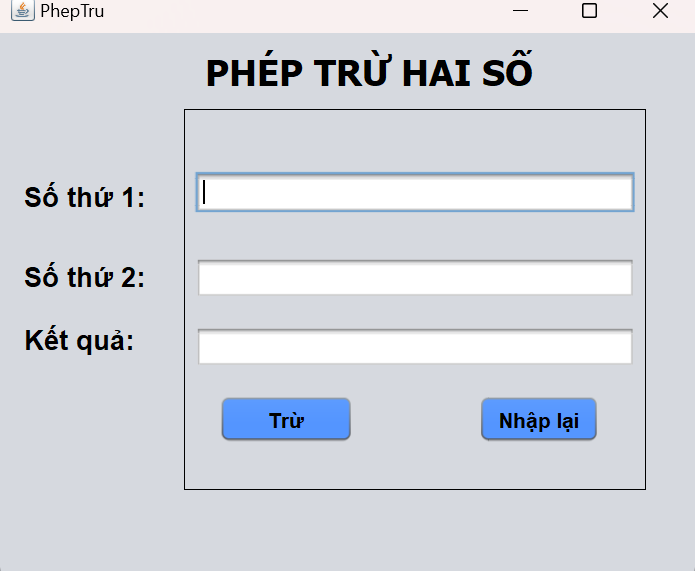 PhepTru
PHÉP TRỪ HAI SỐ
Số thứ 1:
Số thứ 2:
Kết quả:
Trừ
Nhập lại